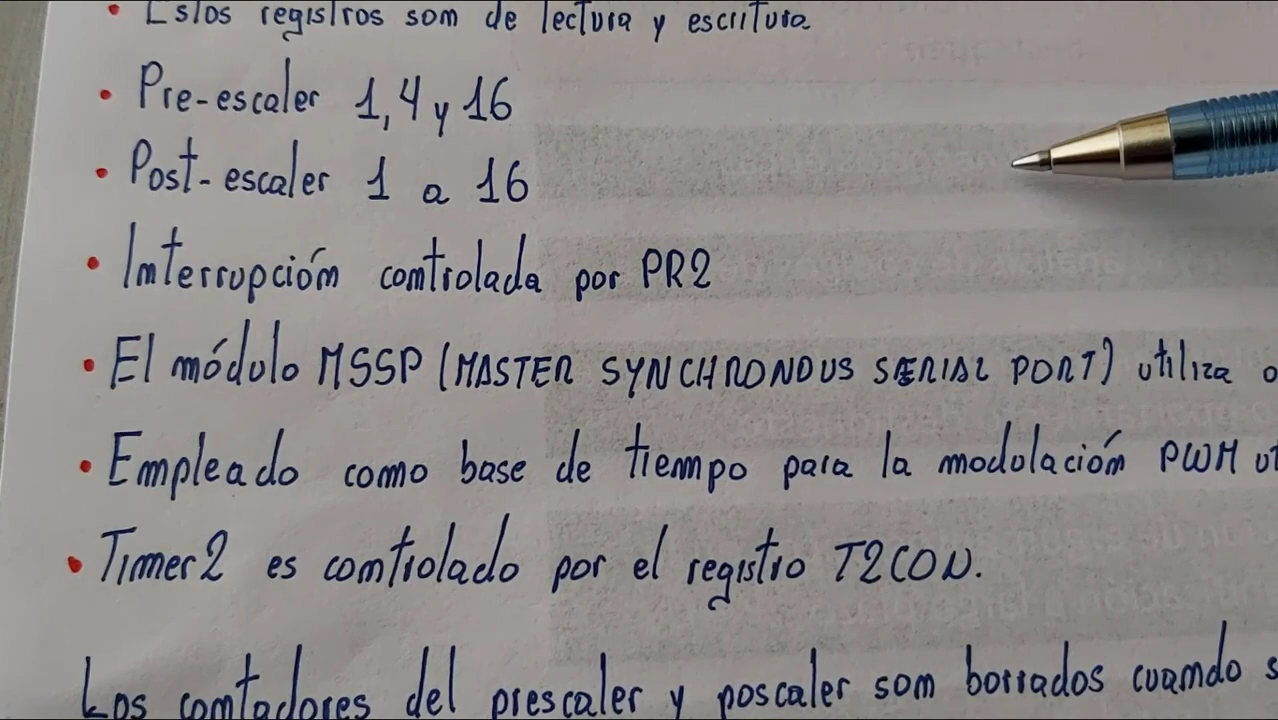 • Estos registros son de lectura y escritura
• Pre-escaler 1,4 y 16
• Post-escaler 1 a 16
• Interrupción controlada por PR2
• El módulo MSSP (MASTER SYNCHRONOUS SERIAL PORT) utiliza
• Empleado como base de tiempo para la modulación PWM
• Timer2 es controlado por el registro T2CON.
Los contadores del prescaler y poscaler son borrados cuando